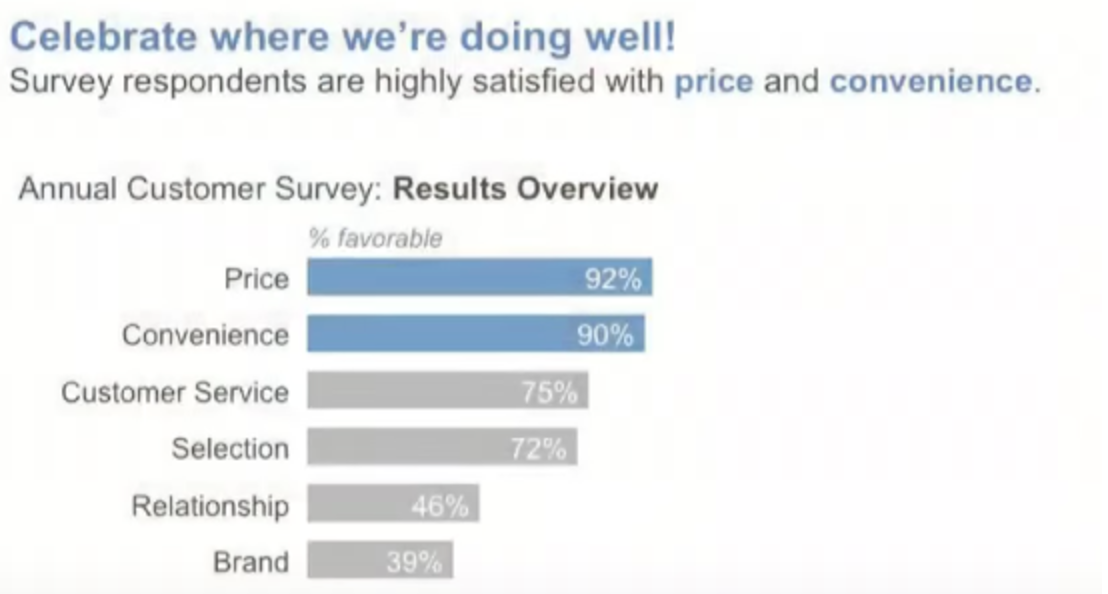 Celebrate where we're doing well!
Survey respondents are highly satisfied with price and convenience.
Annual Customer Survey: Results Overview
% favorable
Price 92%
Convenience 90%
Customer Service 75%
Selection 72%
Relationship 46%
Brand 39%